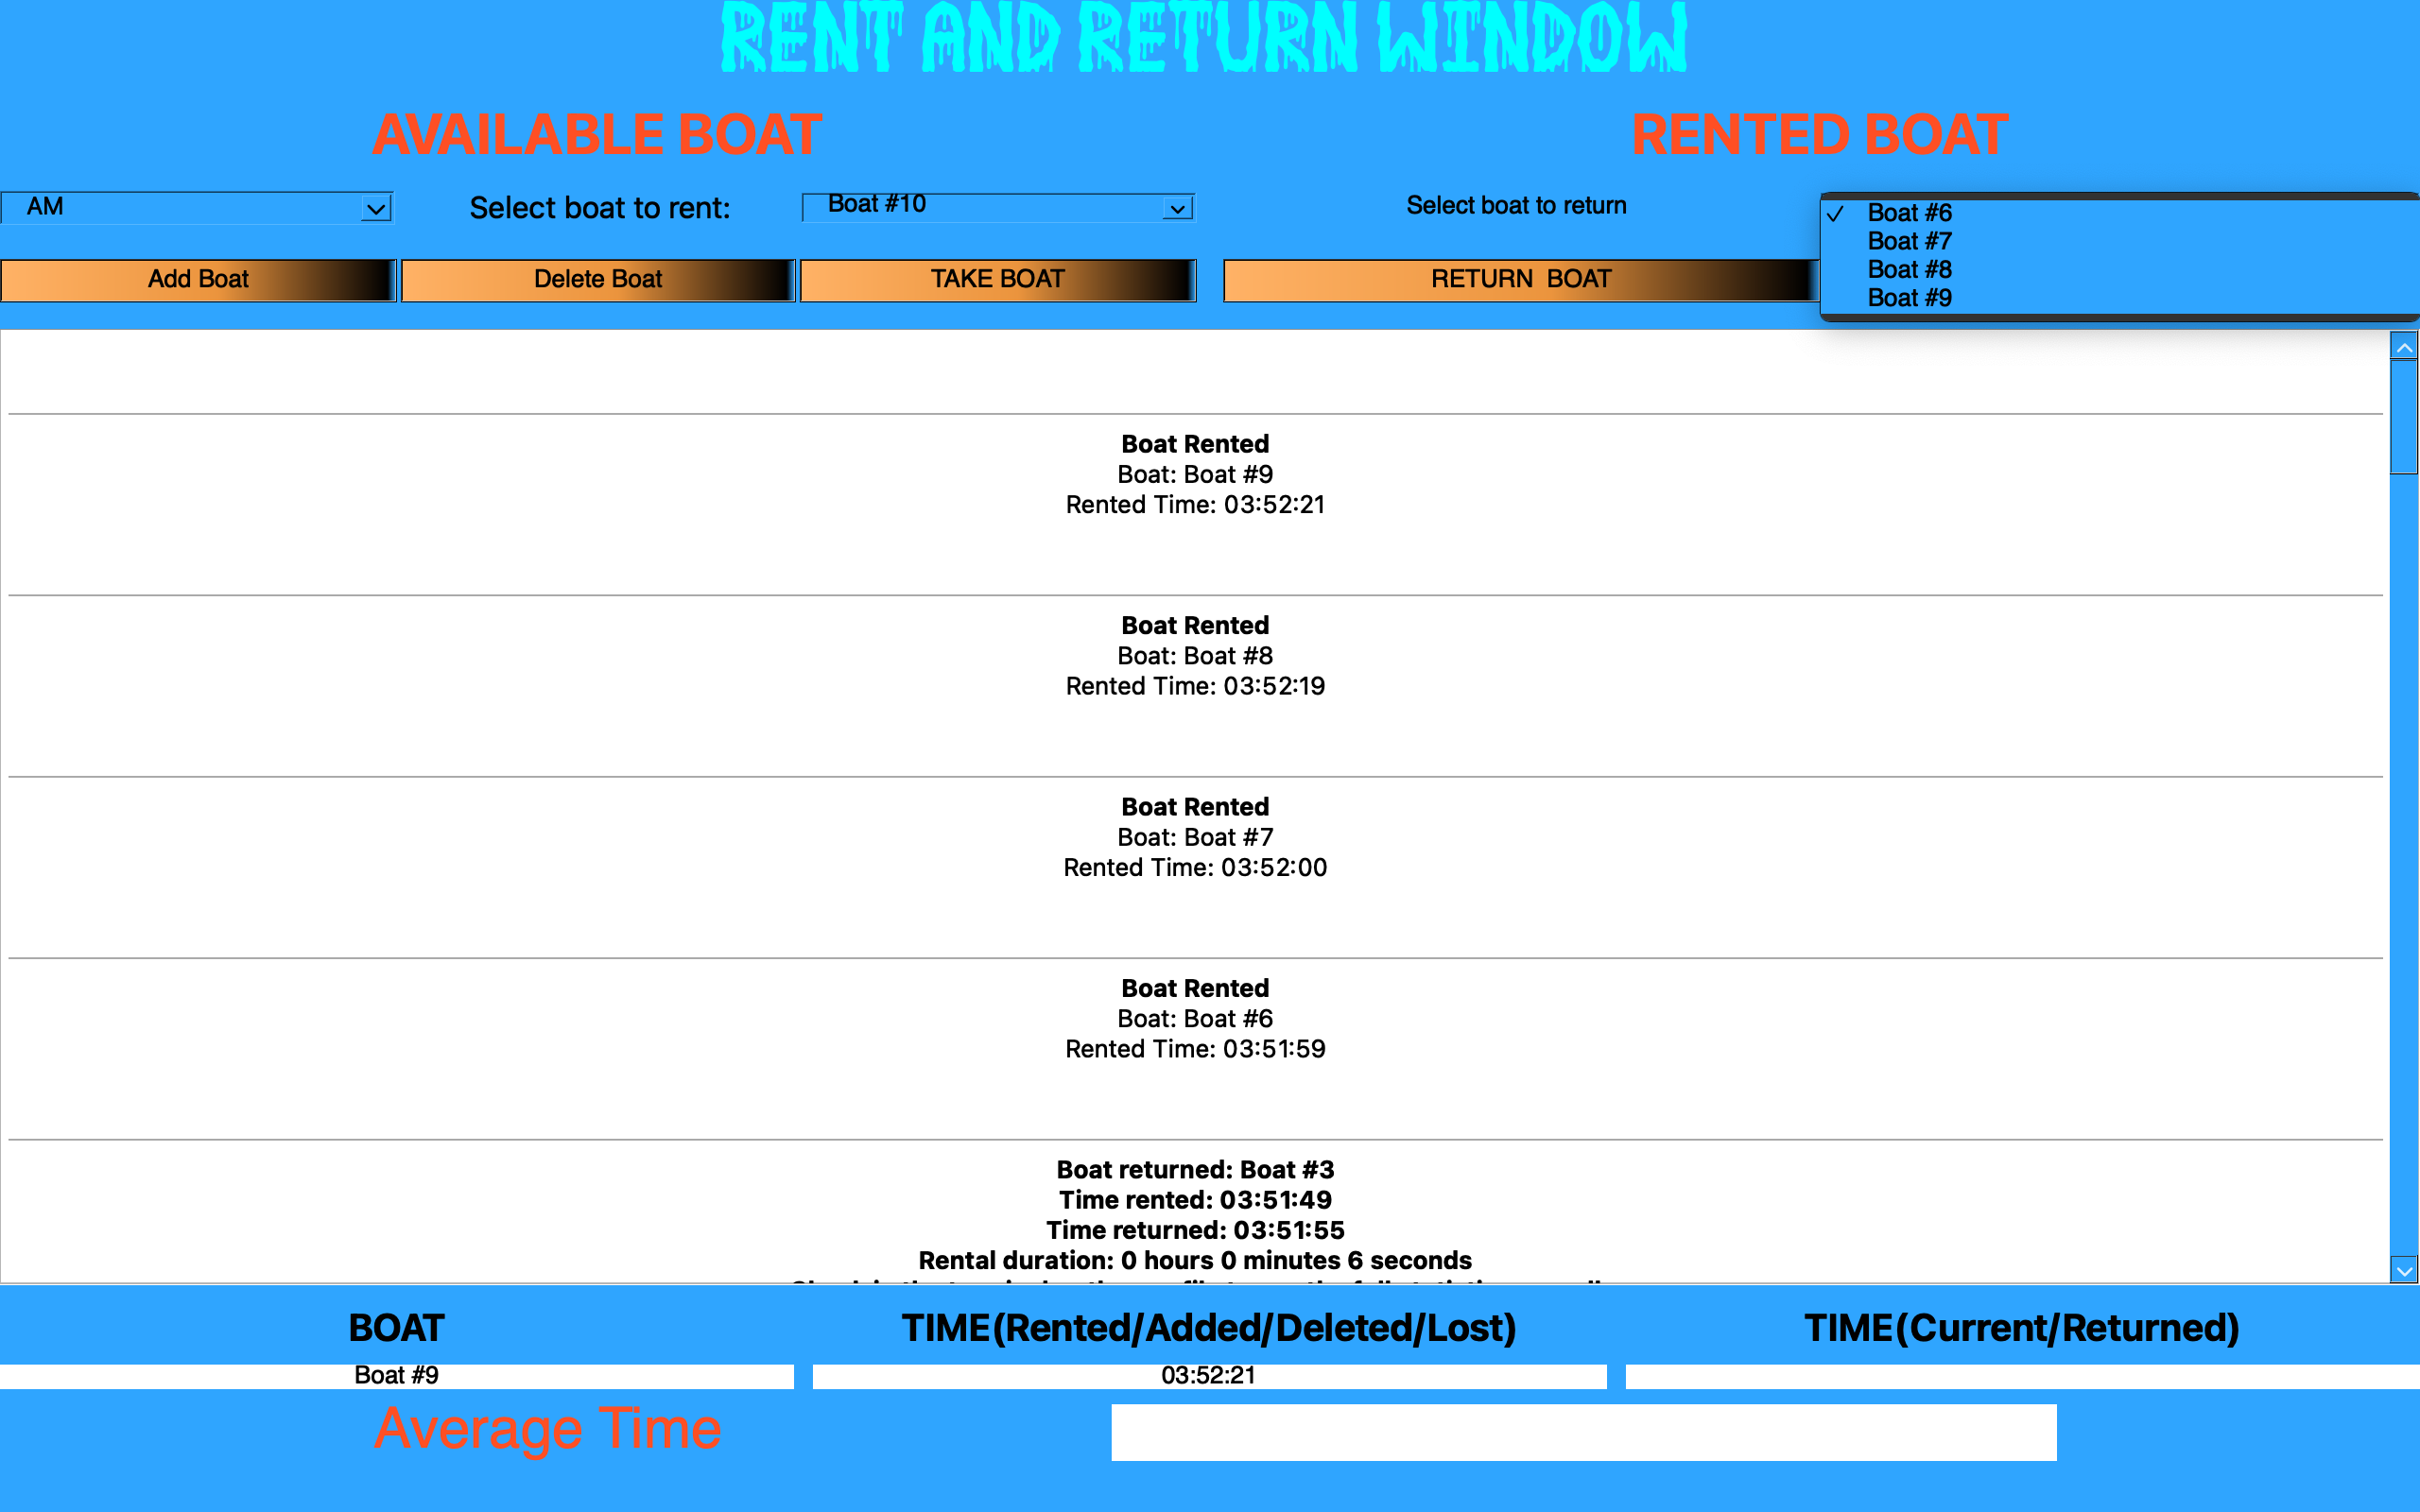 RENT AND RETURN WINDOW
AVAILABLE BOAT
RENTED BOAT
AM
Select boat to rent:
Boat #10
Select boat to return
✓ Boat #6
Boat #7
Boat #8
Boat #9
Add Boat
Delete Boat
TAKE BOAT
RETURN BOAT
Boat Rented
Boat: Boat #9
Rented Time: 03:52:21
Boat Rented
Boat: Boat #8
Rented Time: 03:52:19
Boat Rented
Boat: Boat #7
Rented Time: 03:52:00
Boat Rented
Boat: Boat #6
Rented Time: 03:51:59
Boat returned: Boat #3
Time rented: 03:51:49
Time returned: 03:51:55
Rental duration: 0 hours 0 minutes 6 seconds
BOAT
TIME(Rented/Added/Deleted/Lost)
TIME(Current/Returned)
Boat #9
03:52:21
Average Time